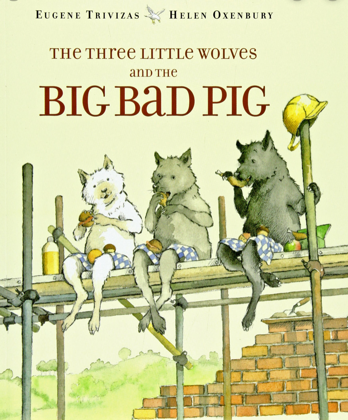 EUGENE TRIVIZAS HELEN OXENBURY
THE THREE LITTLE WOLVES
AND THE
BIG BAD PIG